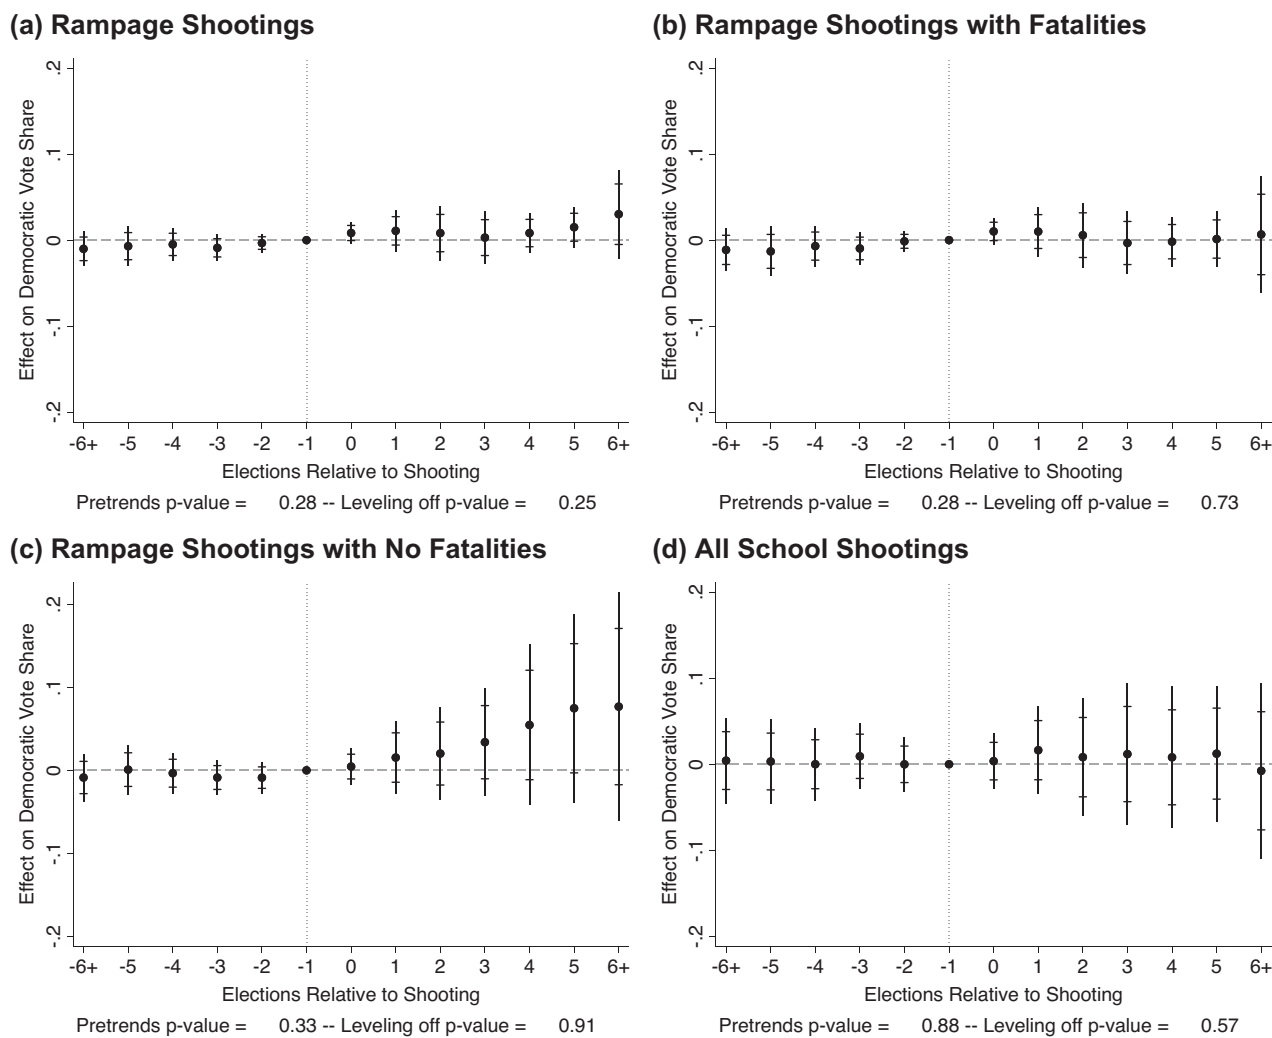 (a) Rampage Shootings
Effect on Democratic Vote Share
.2
.1
0
-.1
-.2
-6+ -5 -4 -3 -2 -1 0 1 2 3 4 5 6+
Elections Relative to Shooting
Pretrends p-value = 0.28 -- Leveling off p-value = 0.25
(b) Rampage Shootings with Fatalities
Effect on Democratic Vote Share
.2
.1
0
-.1
-.2
-6+ -5 -4 -3 -2 -1 0 1 2 3 4 5 6+
Elections Relative to Shooting
Pretrends p-value = 0.28 -- Leveling off p-value = 0.73
(c) Rampage Shootings with No Fatalities
Effect on Democratic Vote Share
.2
.1
0
-.1
-.2
-6+ -5 -4 -3 -2 -1 0 1 2 3 4 5 6+
Elections Relative to Shooting
Pretrends p-value = 0.33 -- Leveling off p-value = 0.91
(d) All School Shootings
Effect on Democratic Vote Share
.2
.1
0
-.1
-.2
-6+ -5 -4 -3 -2 -1 0 1 2 3 4 5 6+
Elections Relative to Shooting
Pretrends p-value = 0.88 -- Leveling off p-value = 0.57